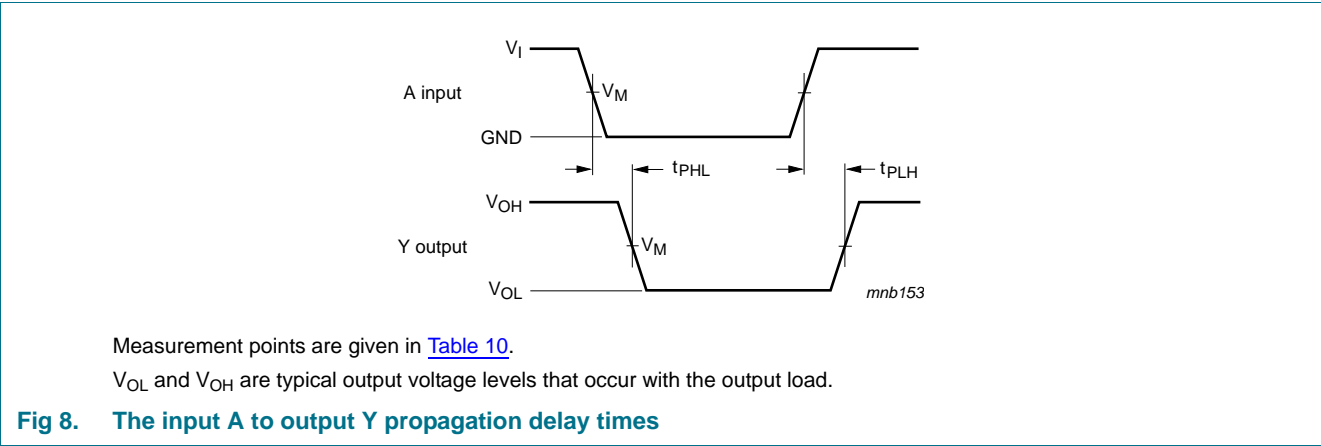 VI
A input
VM
GND
tPHL
tPLH
VOH
Y output
VM
VOL
mnb153
Measurement points are given in Table 10.
VOL and VOH are typical output voltage levels that occur with the output load.
Fig 8. The input A to output Y propagation delay times